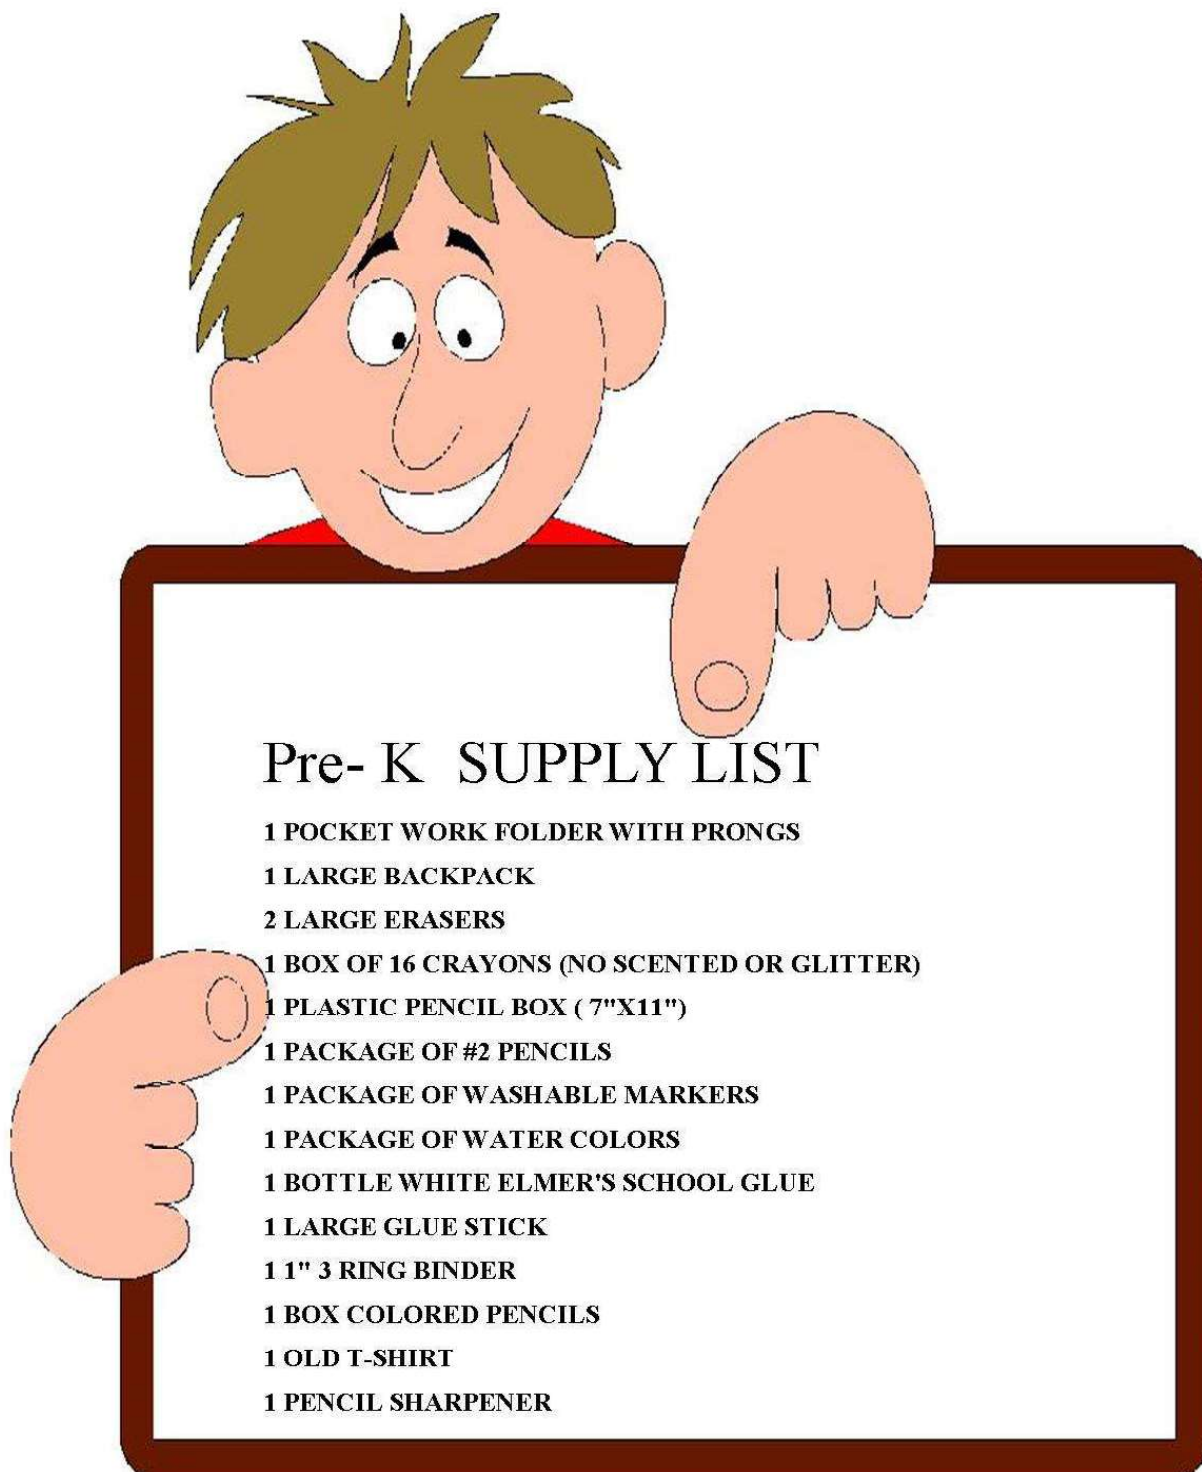 Pre- K SUPPLY LIST
1 POCKET WORK FOLDER WITH PRONGS
1 LARGE BACKPACK
2 LARGE ERASERS
1 BOX OF 16 CRAYONS (NO SCENTED OR GLITTER)
1 PLASTIC PENCIL BOX ( 7"X11")
1 PACKAGE OF #2 PENCILS
1 PACKAGE OF WASHABLE MARKERS
1 PACKAGE OF WATER COLORS
1 BOTTLE WHITE ELMER'S SCHOOL GLUE
1 LARGE GLUE STICK
1 1" 3 RING BINDER
1 BOX COLORED PENCILS
1 OLD T-SHIRT
1 PENCIL SHARPENER